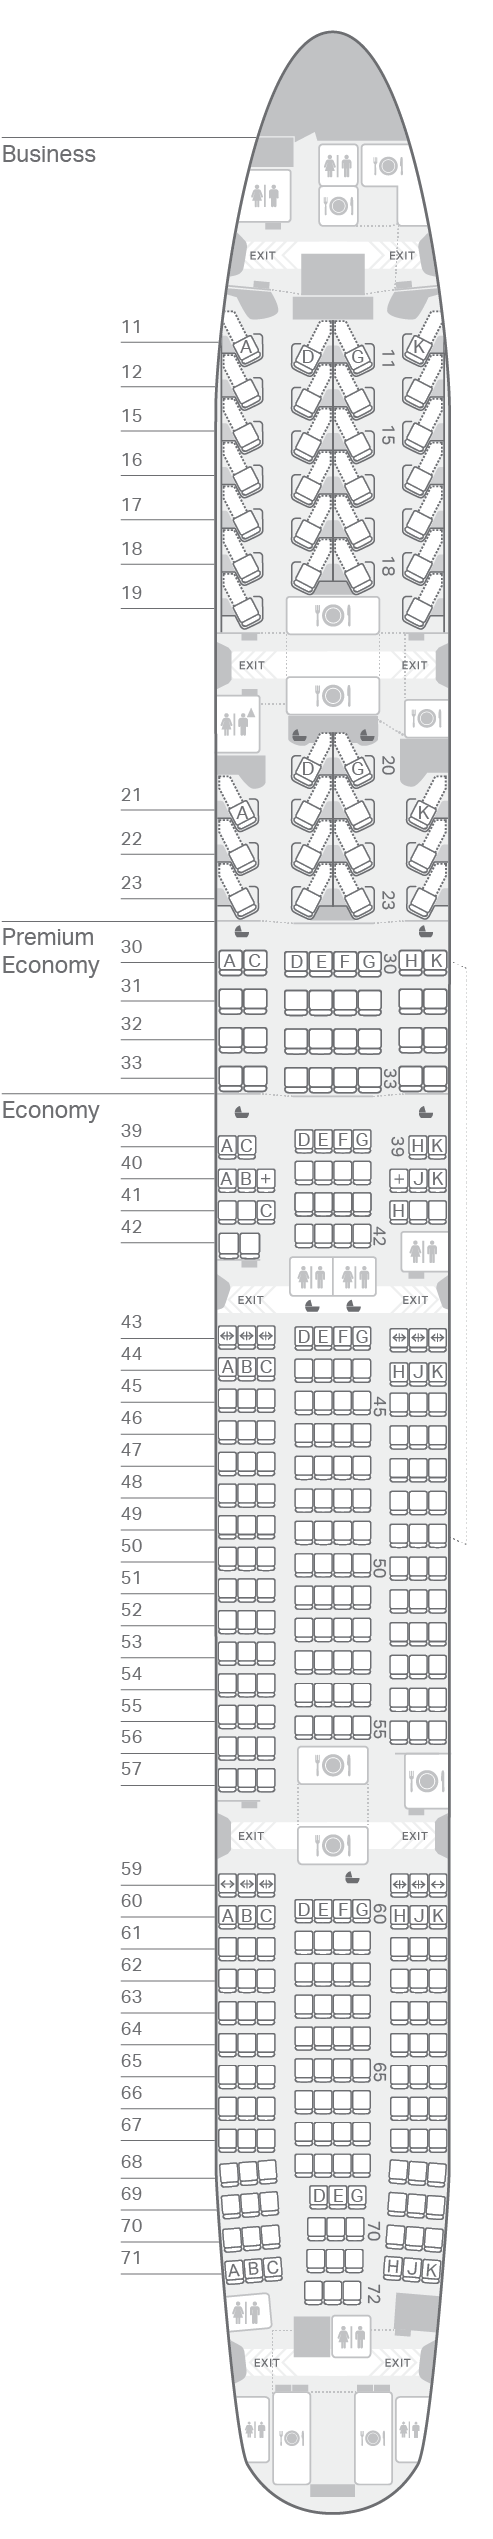 Business
EXIT EXIT
11
A D G K 11
12
15 15
16
17
18 18
19
EXIT EXIT
D G 20
21 A K
22
23 23
Premium
Economy
30 A C D E F G 30 H K
31
32
33 33
Economy
39 A C D E F G 39 H K
40 A B + + J K
41 C H
42 42
EXIT EXIT
43 D E F G
44 A B C H J K
45 45
46
47
48
49
50 50
51
52
53
54
55 55
56
57
EXIT EXIT
59
60 A B C D E F G 60 H J K
61
62
63
64
65 65
66
67
68
69 D E G
70 70
71 A B C H J K
72
EXIT EXIT